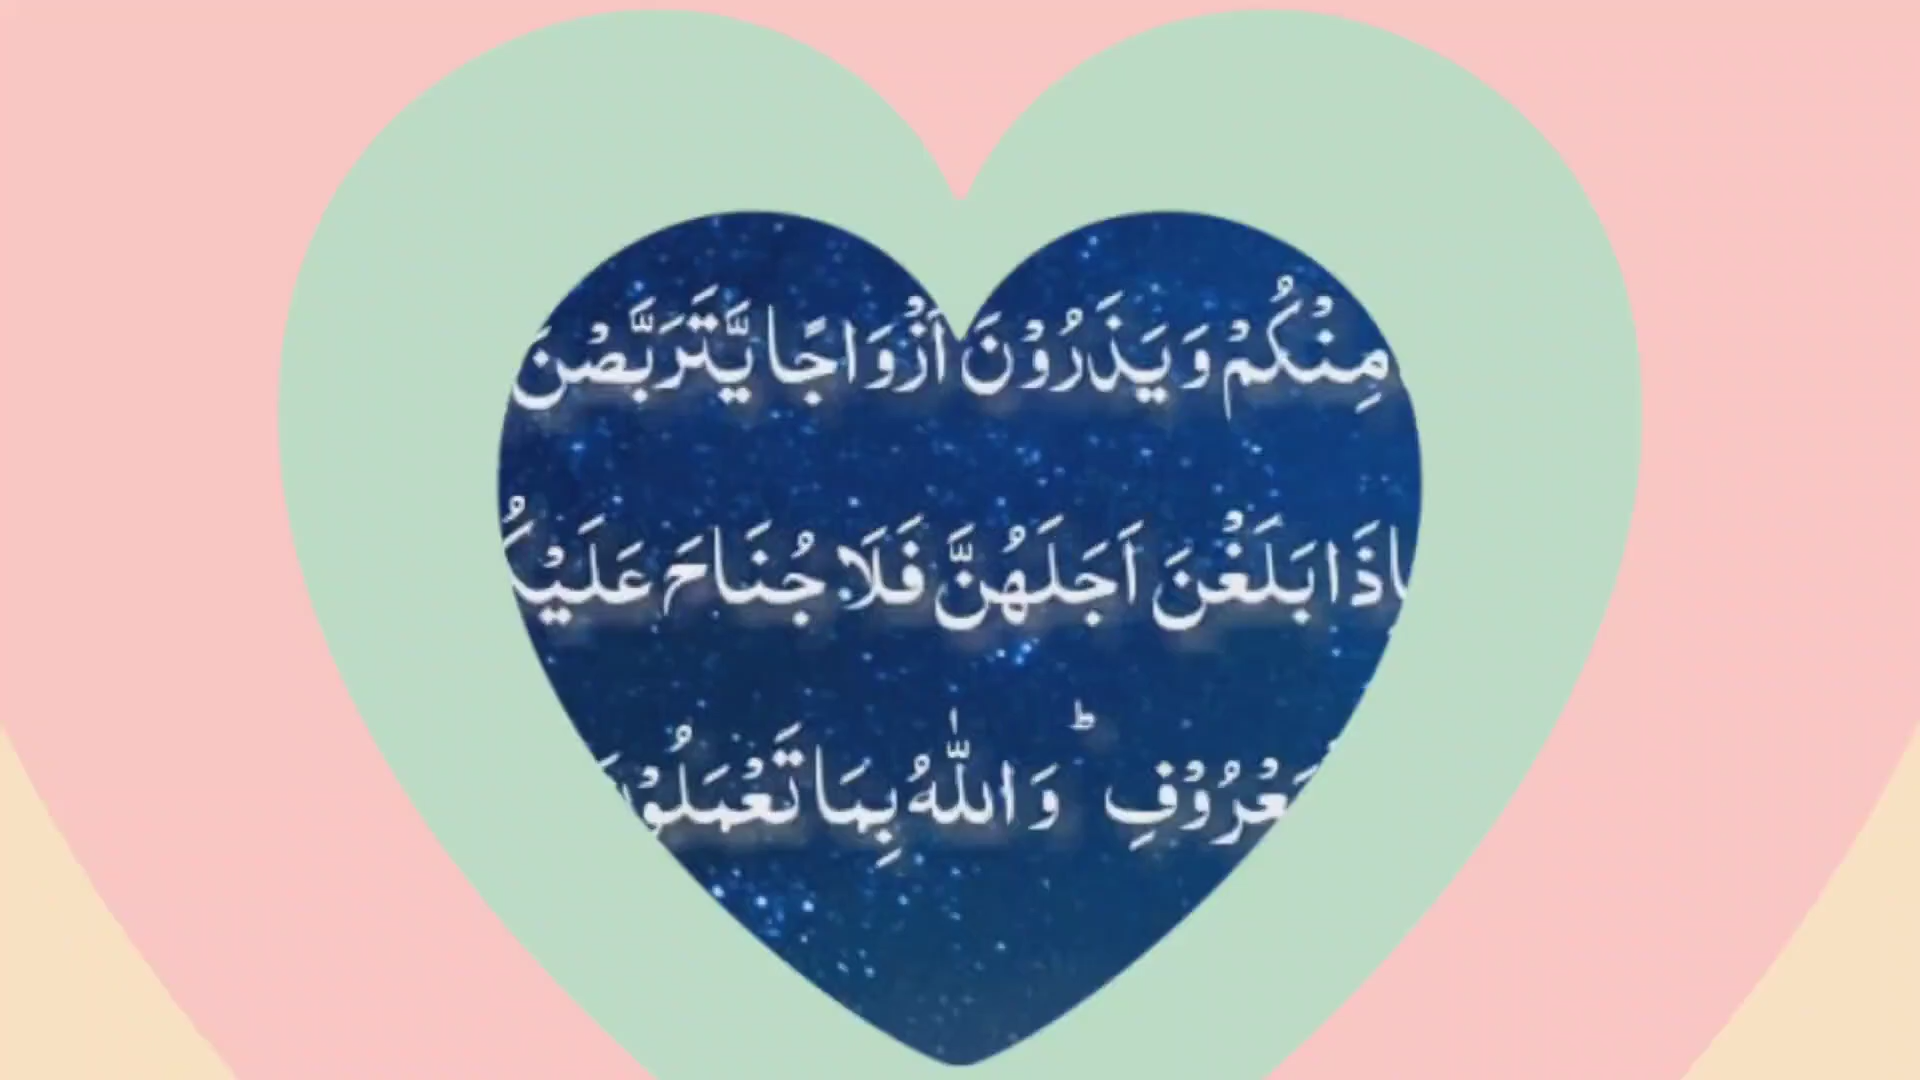 مِنْكُمْ وَيَذَرُوْنَ اَزْوَاجًا يَّتَرَبَّصْنَ
اِذَا بَلَغْنَ اَجَلَهُنَّ فَلَا جُنَاحَ عَلَيْكُ
عْرُوْفِ ؕ وَاللّٰهُ بِمَا تَعْمَلُوْ